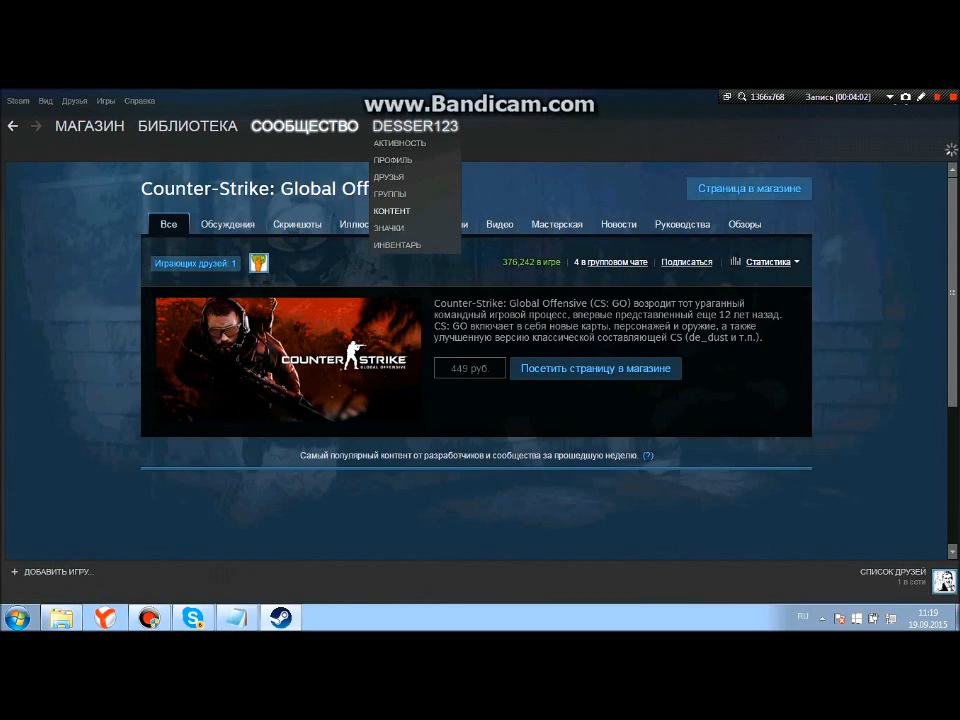 www.Bandicam.com
1366x768 Запись [00:04:02]
Steam Вид Друзья Игры Справка
МАГАЗИН БИБЛИОТЕКА СООБЩЕСТВО DESSER123
АКТИВНОСТЬ
ПРОФИЛЬ
ДРУЗЬЯ
ГРУППЫ
КОНТЕНТ
ЗНАЧКИ
ИНВЕНТАРЬ
Counter-Strike: Global Off
Страница в магазине
Все Обсуждения Скриншоты Иллюс ии Видео Мастерская Новости Руководства Обзоры
Играющих друзей: 1
376,242 в игре | 4 в групповом чате | Подписаться | Статистика
COUNTER STRIKE
GLOBAL OFFENSIVE
Counter-Strike: Global Offensive (CS: GO) возродит тот ураганный
командный игровой процесс, впервые представленный еще 12 лет назад.
CS: GO включает в себя новые карты, персонажей и оружие, а также
улучшенную версию классической составляющей CS (de_dust и т.п.).
449 руб. Посетить страницу в магазине
Самый популярный контент от разработчиков и сообщества за прошедшую неделю. (?)
+ ДОБАВИТЬ ИГРУ...
СПИСОК ДРУЗЕЙ
1 в сети
RU
11:19
19.09.2015